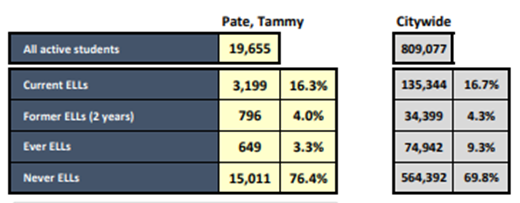 Pate, Tammy Citywide
All active students 19,655 809,077
Current ELLs 3,199 16.3% 135,344 16.7%
Former ELLs (2 years) 796 4.0% 34,399 4.3%
Ever ELLs 649 3.3% 74,942 9.3%
Never ELLs 15,011 76.4% 564,392 69.8%